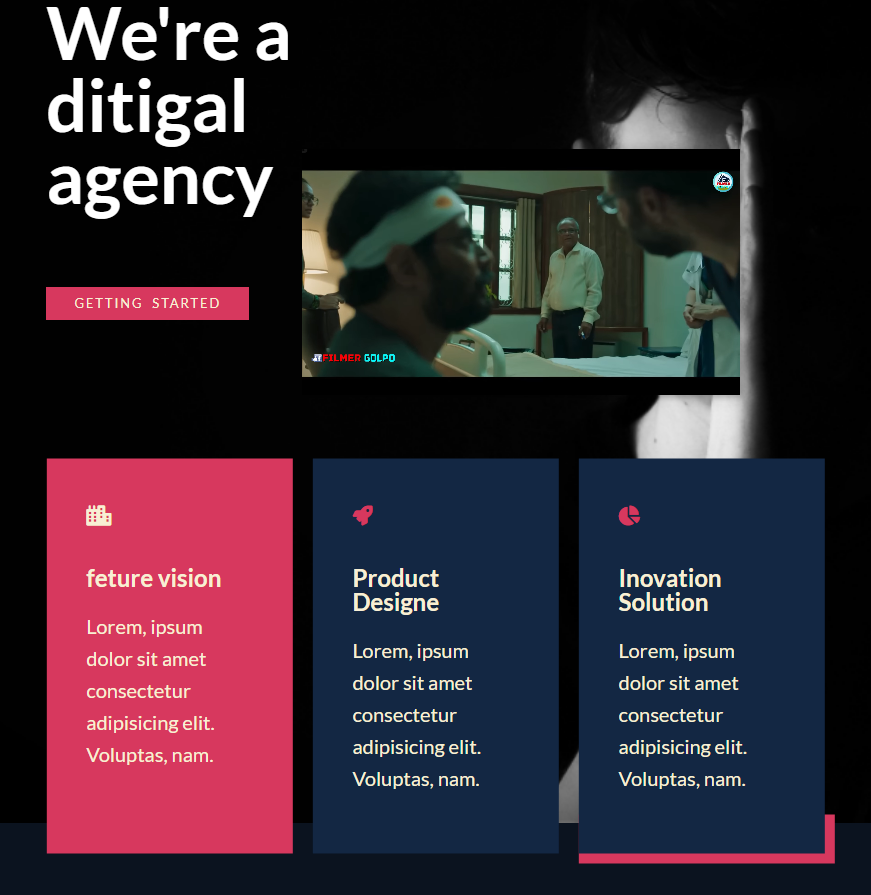 We're a
ditigal
agency
GETTING STARTED
FILMER GOLPO
feture vision
Lorem, ipsum
dolor sit amet
consectetur
adipisicing elit.
Voluptas, nam.
Product
Designe
Lorem, ipsum
dolor sit amet
consectetur
adipisicing elit.
Voluptas, nam.
Inovation
Solution
Lorem, ipsum
dolor sit amet
consectetur
adipisicing elit.
Voluptas, nam.